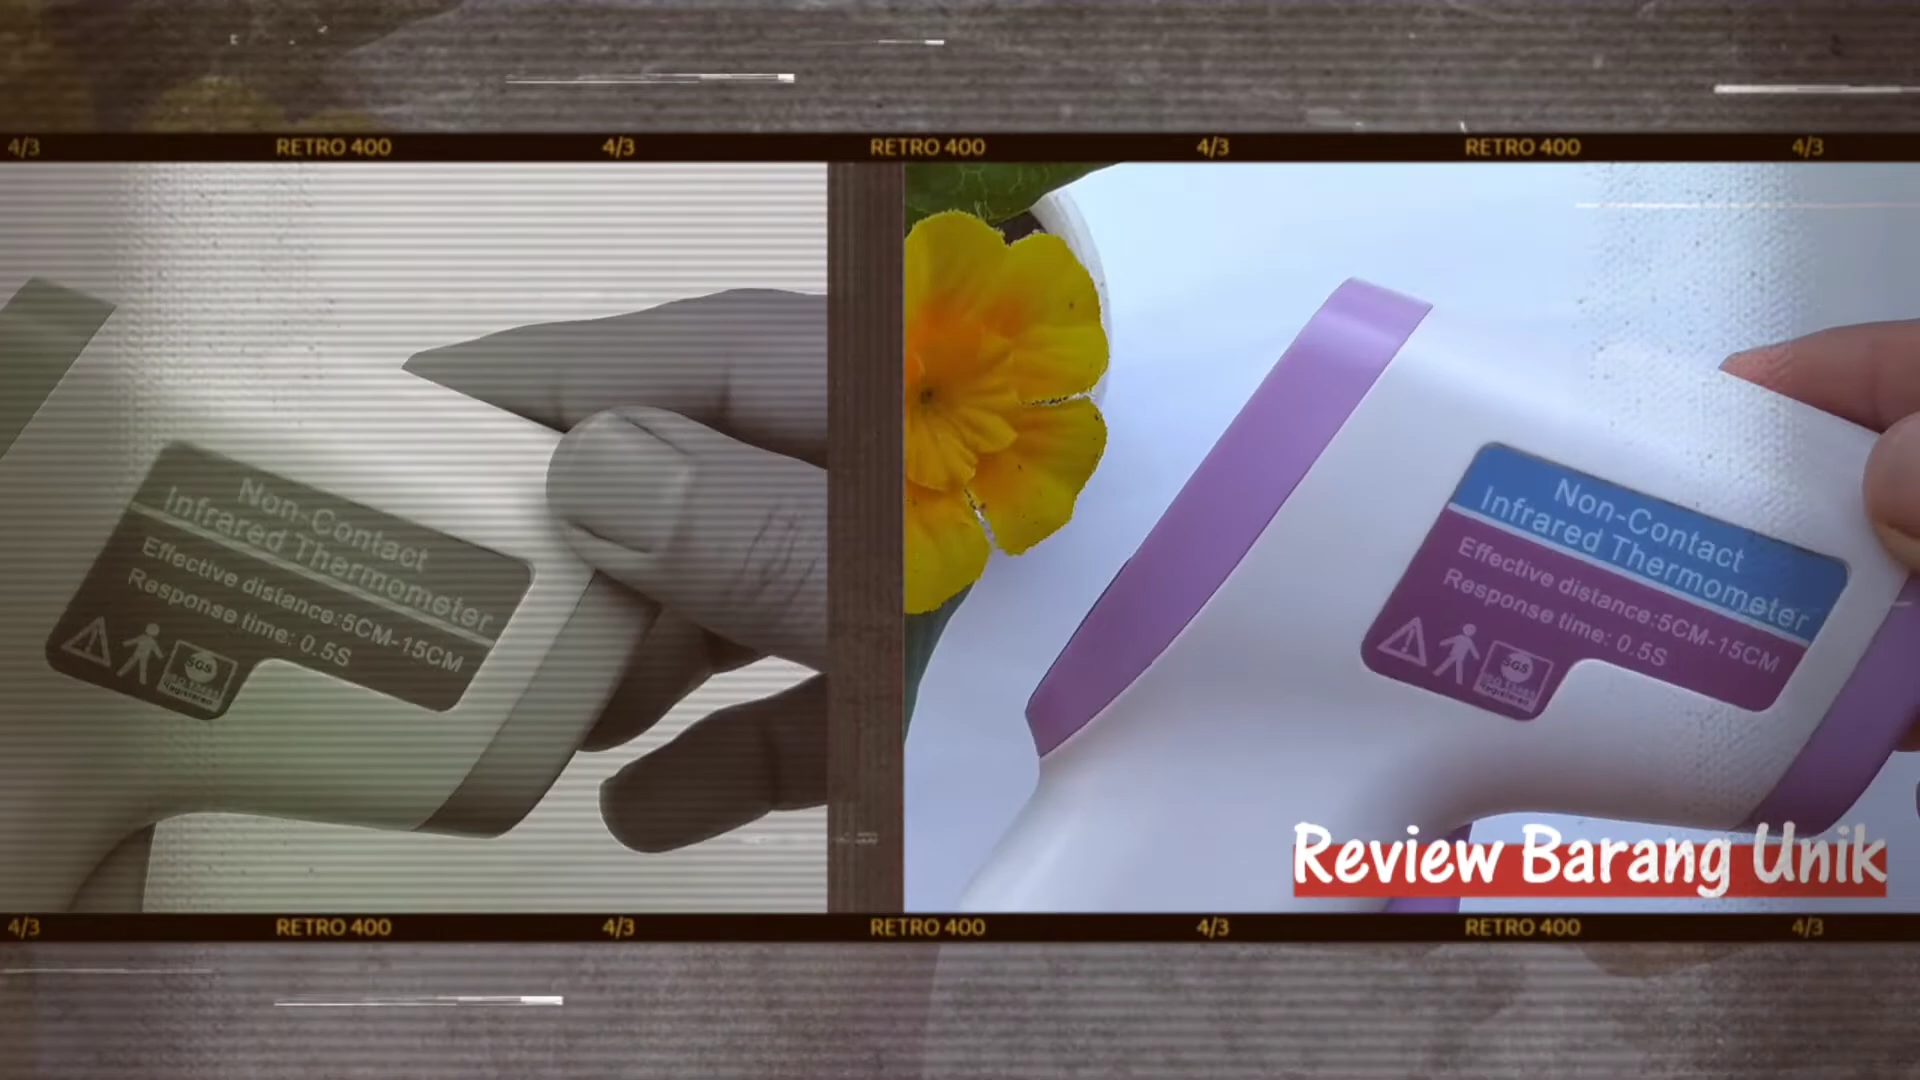 4/3 RETRO 400 4/3 RETRO 400 4/3 RETRO 400 4/3
Non-Contact
Infrared Thermometer
Effective distance:5CM-15CM
Response time: 0.5S
SGS
Non-Contact
Infrared Thermometer
Effective distance:5CM-15CM
Response time: 0.5S
SGS
Review Barang Unik
4/3 RETRO 400 4/3 RETRO 400 4/3 RETRO 400 4/3